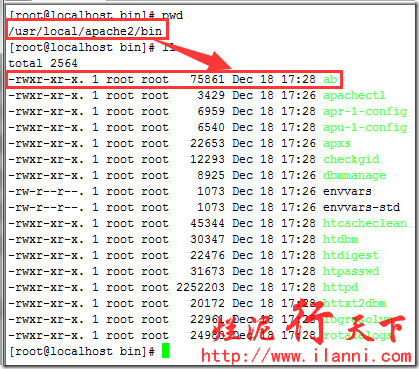 [root@localhost bin]# pwd
/usr/local/apache2/bin
[root@localhost bin]#
total 2564
-rwxr-xr-x. 1 root root 75861 Dec 18 17:28 ab
-rwxr-xr-x. 1 root root 3429 Dec 18 17:26 apachectl
-rwxr-xr-x. 1 root root 6959 Dec 18 17:28 apr-1-config
-rwxr-xr-x. 1 root root 6540 Dec 18 17:28 apu-1-config
-rwxr-xr-x. 1 root root 22653 Dec 18 17:26 apxs
-rwxr-xr-x. 1 root root 12293 Dec 18 17:28 checkgid
-rwxr-xr-x. 1 root root 8925 Dec 18 17:26 dbmmanage
-rw-r--r--. 1 root root 1073 Dec 18 17:26 envvars
-rw-r--r--. 1 root root 1073 Dec 18 17:26 envvars-std
-rwxr-xr-x. 1 root root 45344 Dec 18 17:28 htcacheclean
-rwxr-xr-x. 1 root root 30347 Dec 18 17:28 htdbm
-rwxr-xr-x. 1 root root 22476 Dec 18 17:28 htdigest
-rwxr-xr-x. 1 root root 31673 Dec 18 17:28 htpasswd
-rwxr-xr-x. 1 root root 2252203 Dec 18 17:28 httpd
-rwxr-xr-x. 1 root root 20172 Dec 18 17:28 httxt2dbm
-rwxr-xr-x. 1 root root 22961 Dec 18 17:28 logresolve
-rwxr-xr-x. 1 root root 24990 Dec 18 17:28 rotatelogs
[root@localhost bin]#
烂泥行天下
http://www.ilanni.com